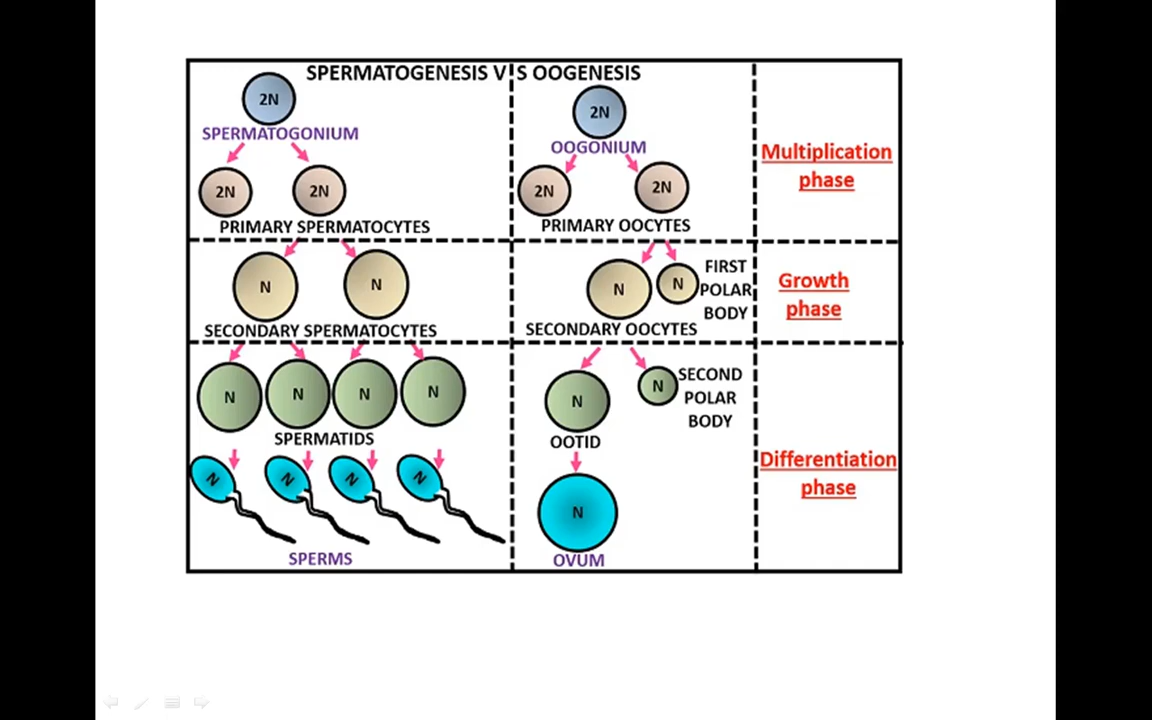 SPERMATOGENESIS V S OOGENESIS
2N
SPERMATOGONIUM
2N 2N
PRIMARY SPERMATOCYTES
N N
SECONDARY SPERMATOCYTES
N N N N
SPERMATIDS
N N N N
SPERMS
2N
OOGONIUM
2N 2N
PRIMARY OOCYTES
N N
FIRST
POLAR
BODY
SECONDARY OOCYTES
N N
SECOND
POLAR
BODY
OOTID
N
OVUM
Multiplication
phase
Growth
phase
Differentiation
phase